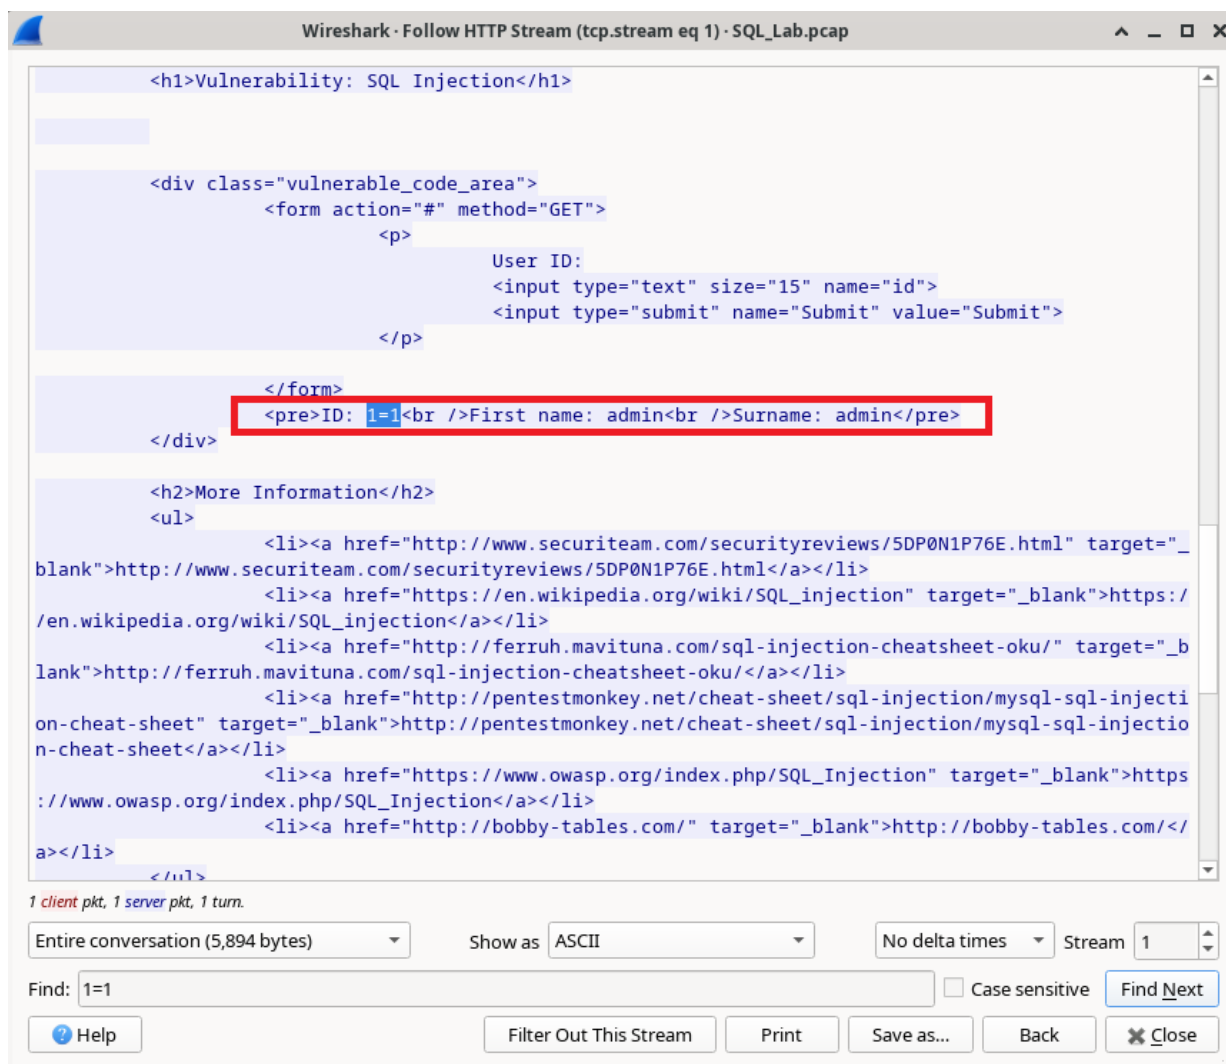 Wireshark · Follow HTTP Stream (tcp.stream eq 1) · SQL_Lab.pcap
<h1>Vulnerability: SQL Injection</h1>
<div class="vulnerable_code_area">
<form action="#" method="GET">
<p>
User ID:
<input type="text" size="15" name="id">
<input type="submit" name="Submit" value="Submit">
</p>
</form>
<pre>ID: 1=1<br />First name: admin<br />Surname: admin</pre>
</div>
<h2>More Information</h2>
<ul>
<li><a href="http://www.securiteam.com/securityreviews/5DP0N1P76E.html" target="_
blank">http://www.securiteam.com/securityreviews/5DP0N1P76E.html</a></li>
<li><a href="https://en.wikipedia.org/wiki/SQL_injection" target="_blank">https:/
/en.wikipedia.org/wiki/SQL_injection</a></li>
<li><a href="http://ferruh.mavituna.com/sql-injection-cheatsheet-oku/" target="_b
lank">http://ferruh.mavituna.com/sql-injection-cheatsheet-oku/</a></li>
<li><a href="http://pentestmonkey.net/cheat-sheet/sql-injection/mysql-sql-injecti
on-cheat-sheet" target="_blank">http://pentestmonkey.net/cheat-sheet/sql-injection/mysql-sql-injectio
n-cheat-sheet</a></li>
<li><a href="https://www.owasp.org/index.php/SQL_Injection" target="_blank">https
://www.owasp.org/index.php/SQL_Injection</a></li>
<li><a href="http://bobby-tables.com/" target="_blank">http://bobby-tables.com/</
a></li>
</ul>
1 client pkt, 1 server pkt, 1 turn.
Entire conversation (5,894 bytes) Show as ASCII No delta times Stream 1
Find: 1=1 Case sensitive Find Next
Help Filter Out This Stream Print Save as... Back Close